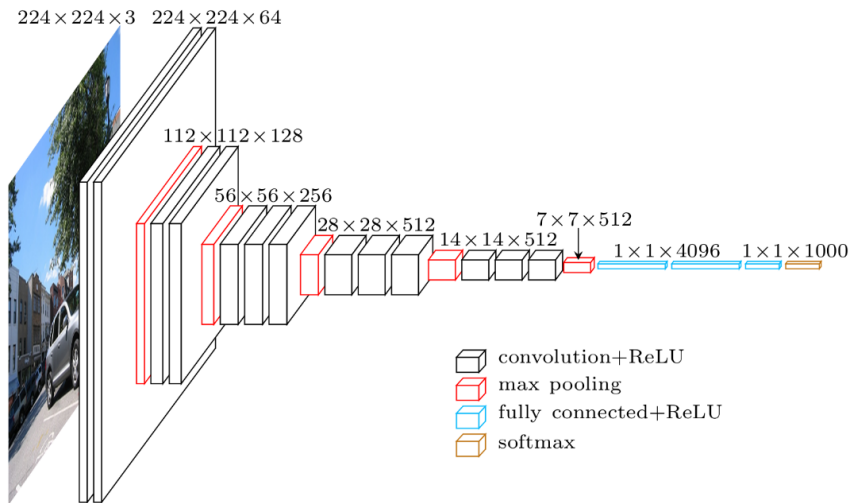 224×224×3
224×224×64
112×112×128
56×56×256
28×28×512
14×14×512
7×7×512
1×1×4096
1×1×1000
convolution+ReLU
max pooling
fully connected+ReLU
softmax